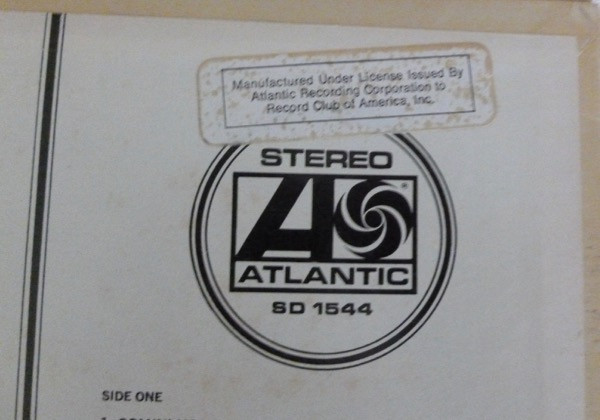 Manufactured Under License Issued By
Atlantic Recording Corporation to
Record Club of America, Inc.
STEREO
ATLANTIC
SD 1544
SIDE ONE